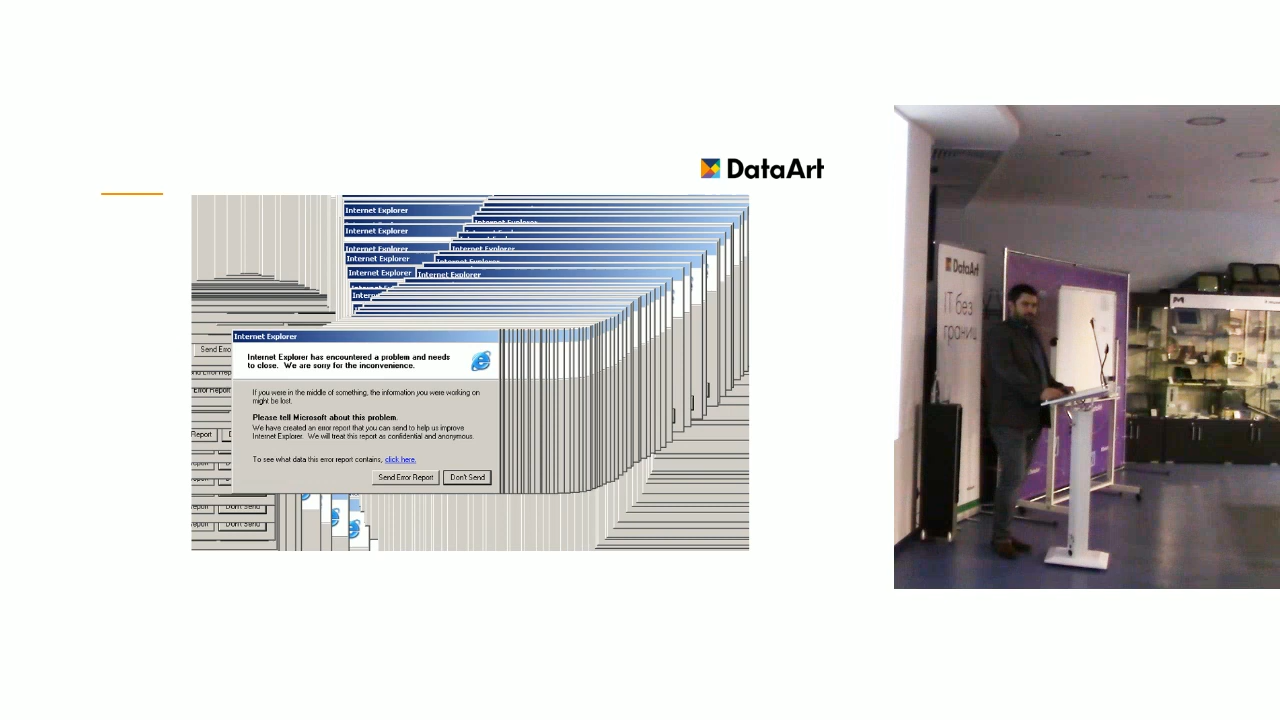 DataArt
Internet Explorer
Internet Explorer
Internet Explorer
Internet Explorer
Internet Explorer
Internet Explorer
Internet Explorer
Internet Explorer
Internet Explorer has encountered a problem and needs
to close. We are sorry for the inconvenience.
If you were in the middle of something, the information you were working on
might be lost.
Please tell Microsoft about this problem.
We have created an error report that you can send to help us improve
Internet Explorer. We will treat this report as confidential and anonymous.
To see what data this error report contains, click here.
Send Error Report
Don't Send
DataArt
IT без
границ